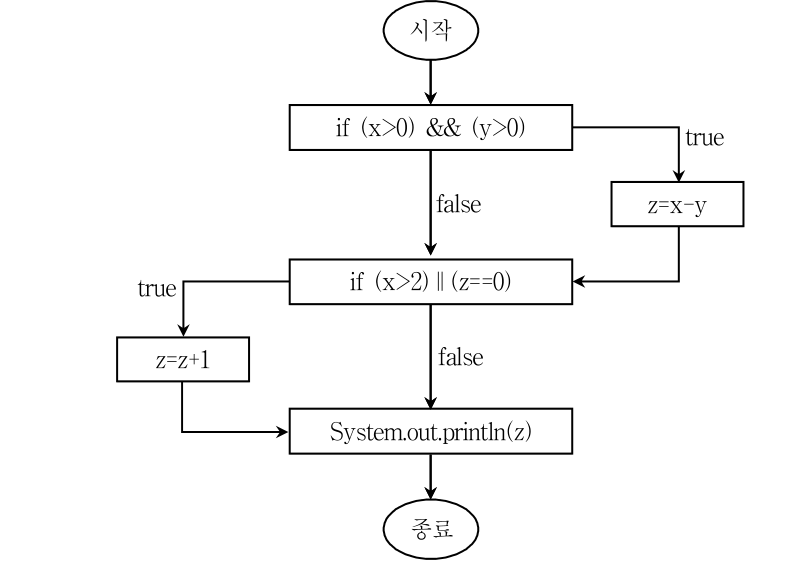 시작
if (x>0) && (y>0)
true
z=x-y
false
if (x>2) || (z==0)
true
z=z+1
false
System.out.println(z)
종료